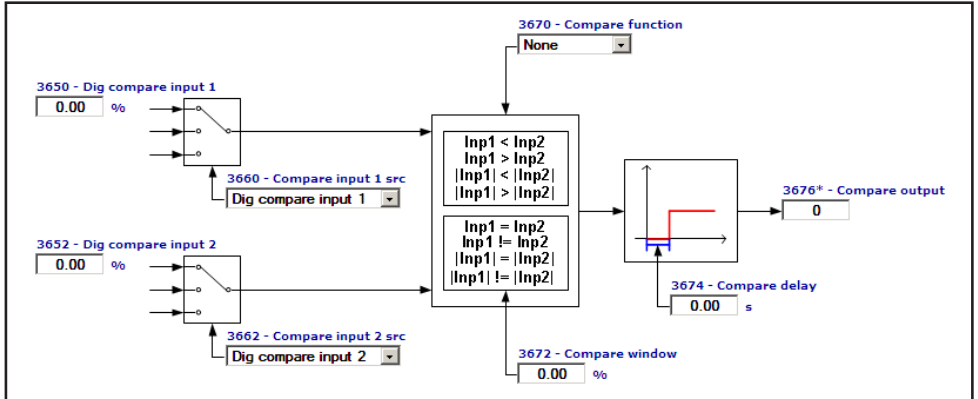 3670 - Compare function
None
3650 - Dig compare input 1
0.00 %
3660 - Compare input 1 src
Dig compare input 1
Inp1 < Inp2
Inp1 > Inp2
|Inp1| < |Inp2|
|Inp1| > |Inp2|
Inp1 = Inp2
Inp1 != Inp2
|Inp1| = |Inp2|
|Inp1| != |Inp2|
3676* - Compare output
0
3652 - Dig compare input 2
0.00 %
3674 - Compare delay
0.00 s
3662 - Compare input 2 src
Dig compare input 2
3672 - Compare window
0.00 %